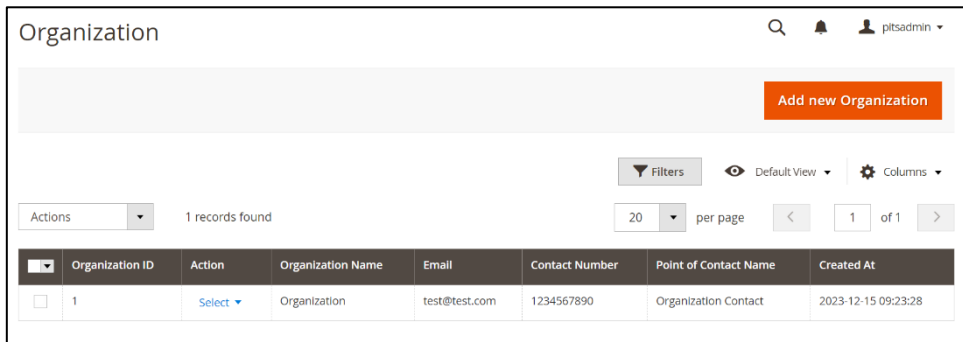 Organization
pitsadmin
Add new Organization
Filters
Default View
Columns
Actions
1 records found
20
per page
1
of 1
Organization ID Action Organization Name Email Contact Number Point of Contact Name Created At
1 Select Organization test@test.com 1234567890 Organization Contact 2023-12-15 09:23:28